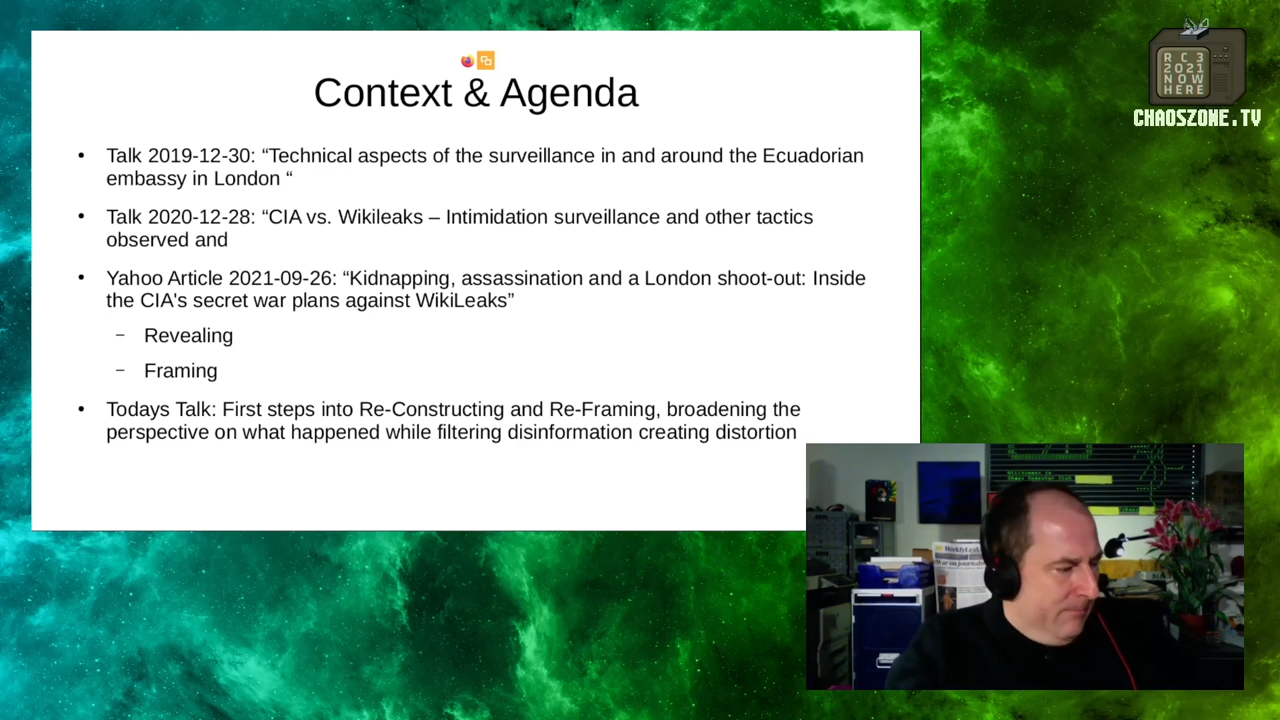 Context & Agenda
• Talk 2019-12-30: “Technical aspects of the surveillance in and around the Ecuadorian
embassy in London “
• Talk 2020-12-28: “CIA vs. Wikileaks – Intimidation surveillance and other tactics
observed and
• Yahoo Article 2021-09-26: “Kidnapping, assassination and a London shoot-out: Inside
the CIA's secret war plans against WikiLeaks”
– Revealing
– Framing
• Todays Talk: First steps into Re-Constructing and Re-Framing, broadening the
perspective on what happened while filtering disinformation creating distortion
RC3
2021
NOW
HERE
CHAOSZONE.TV